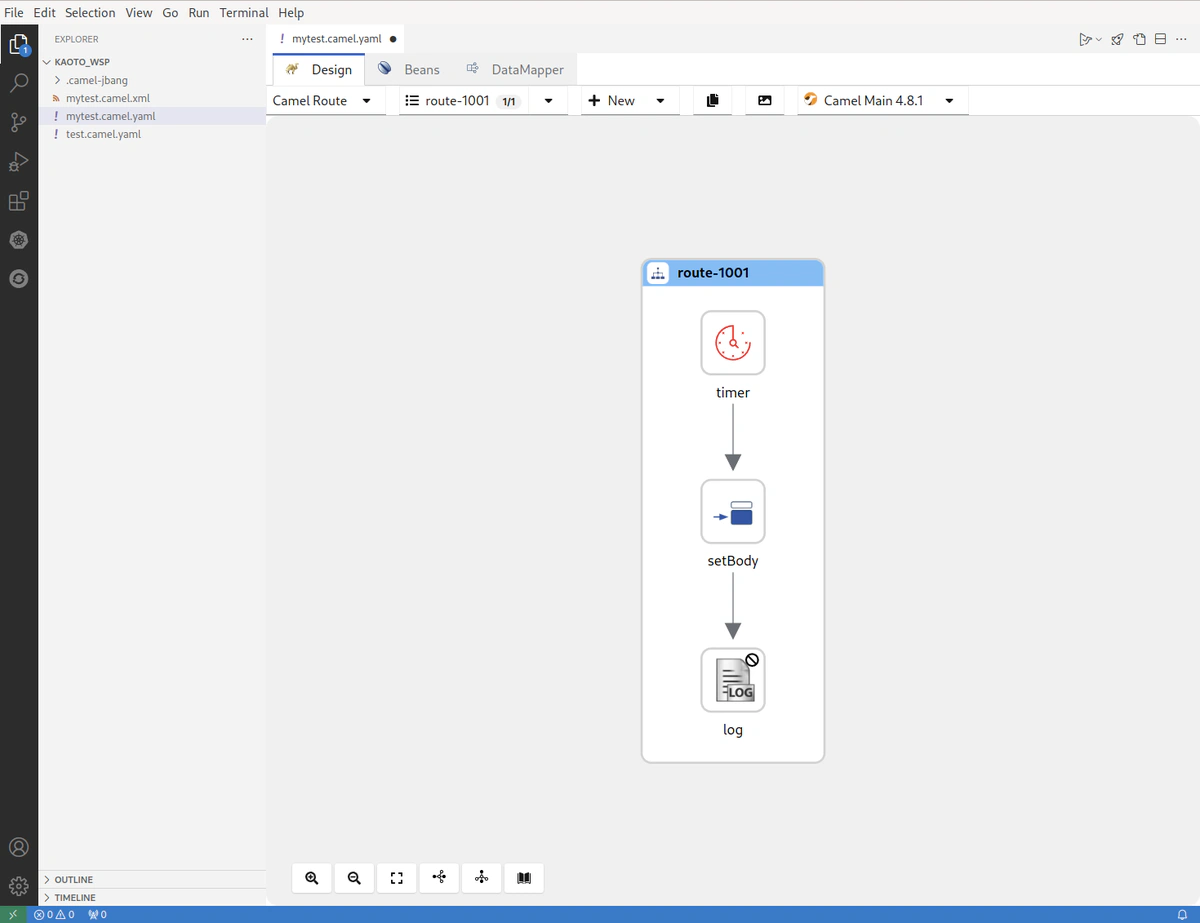 File Edit Selection View Go Run Terminal Help
EXPLORER
mytest.camel.yaml
KAOTO_WSP
.camel-jbang
mytest.camel.xml
mytest.camel.yaml
test.camel.yaml
Design Beans DataMapper
Camel Route route-1001 1/1 New Camel Main 4.8.1
route-1001
timer
setBody
LOG
log
OUTLINE
TIMELINE
1
0 0 0